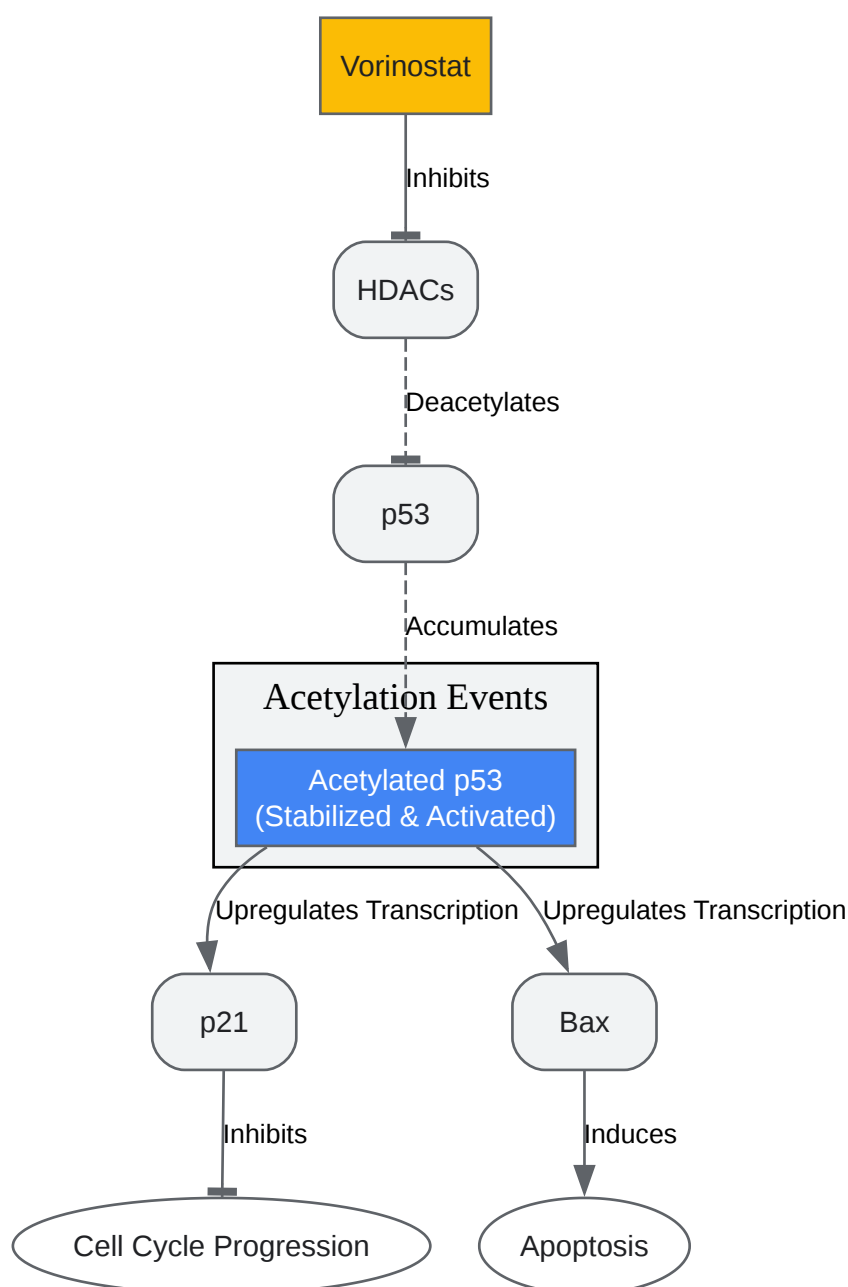 Vorinostat
Inhibits
HDACs
Deacetylates
p53
Accumulates
Acetylation Events
Acetylated p53
(Stabilized & Activated)
Upregulates Transcription
Upregulates Transcription
p21
Bax
Inhibits
Induces
Cell Cycle Progression
Apoptosis